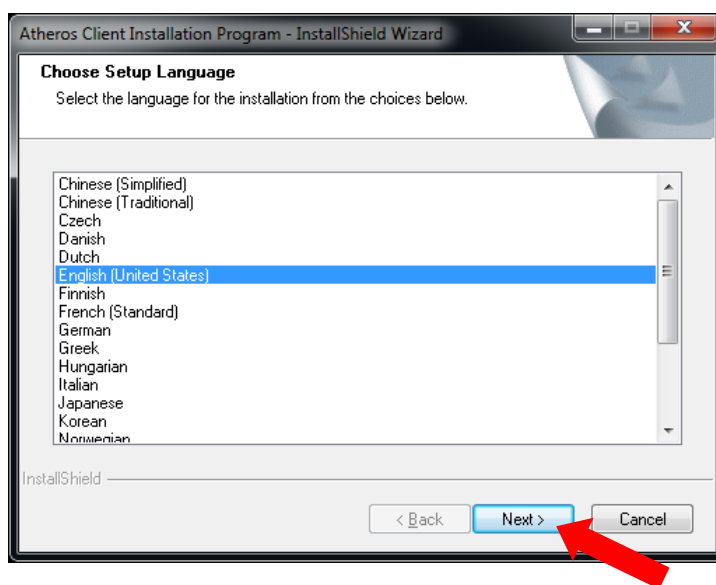 Atheros Client Installation Program - InstallShield Wizard
Choose Setup Language
Select the language for the installation from the choices below.
Chinese (Simplified)
Chinese (Traditional)
Czech
Danish
Dutch
English (United States)
Finnish
French (Standard)
German
Greek
Hungarian
Italian
Japanese
Korean
Norwegian
InstallShield
< Back Next > Cancel